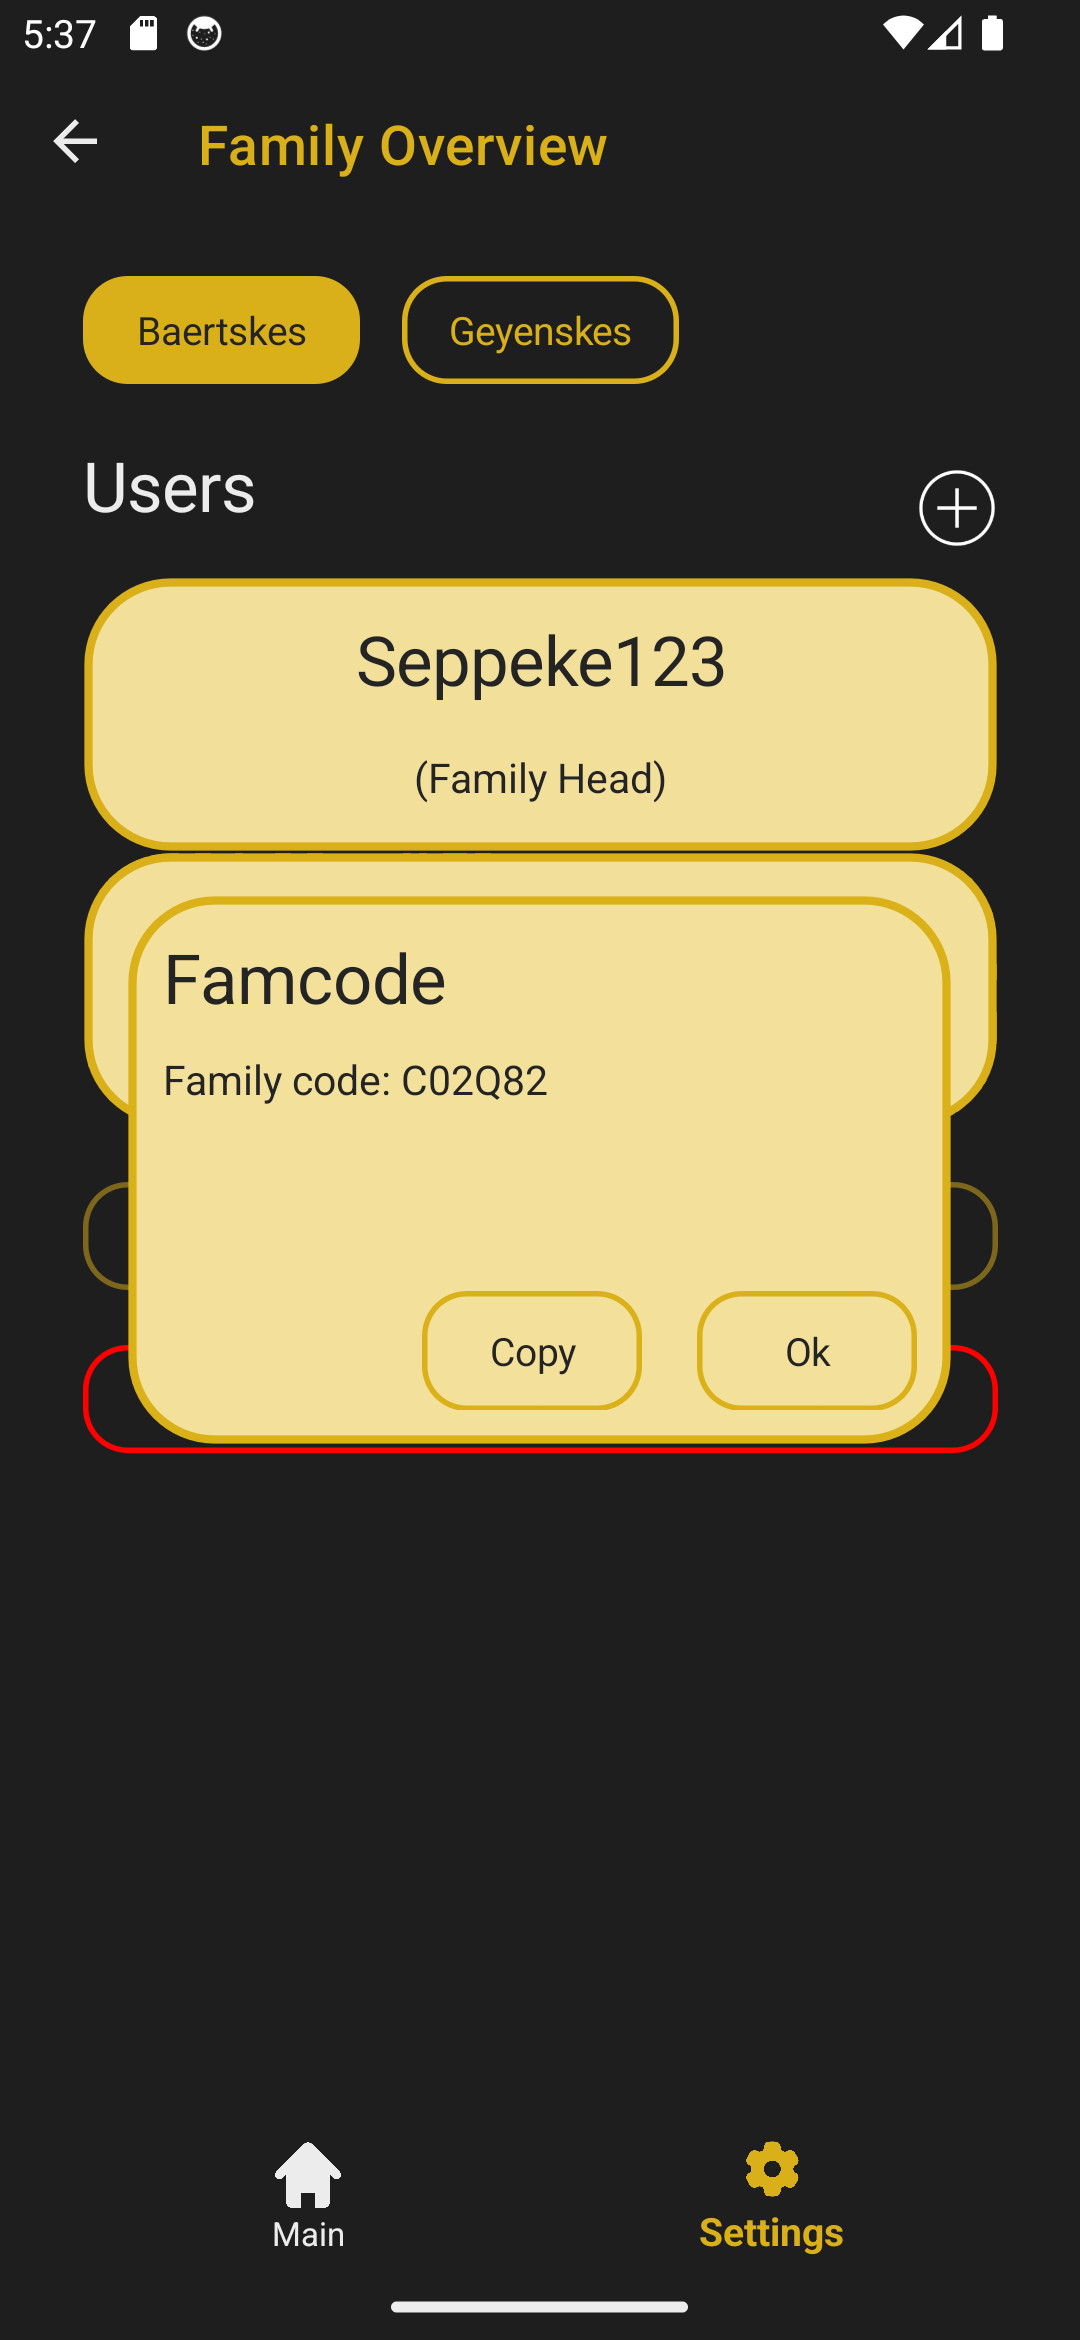 5:37
Family Overview
Baertskes
Geyenskes
Users
Seppeke123
(Family Head)
Famcode
Family code: C02Q82
Copy
Ok
Main
Settings